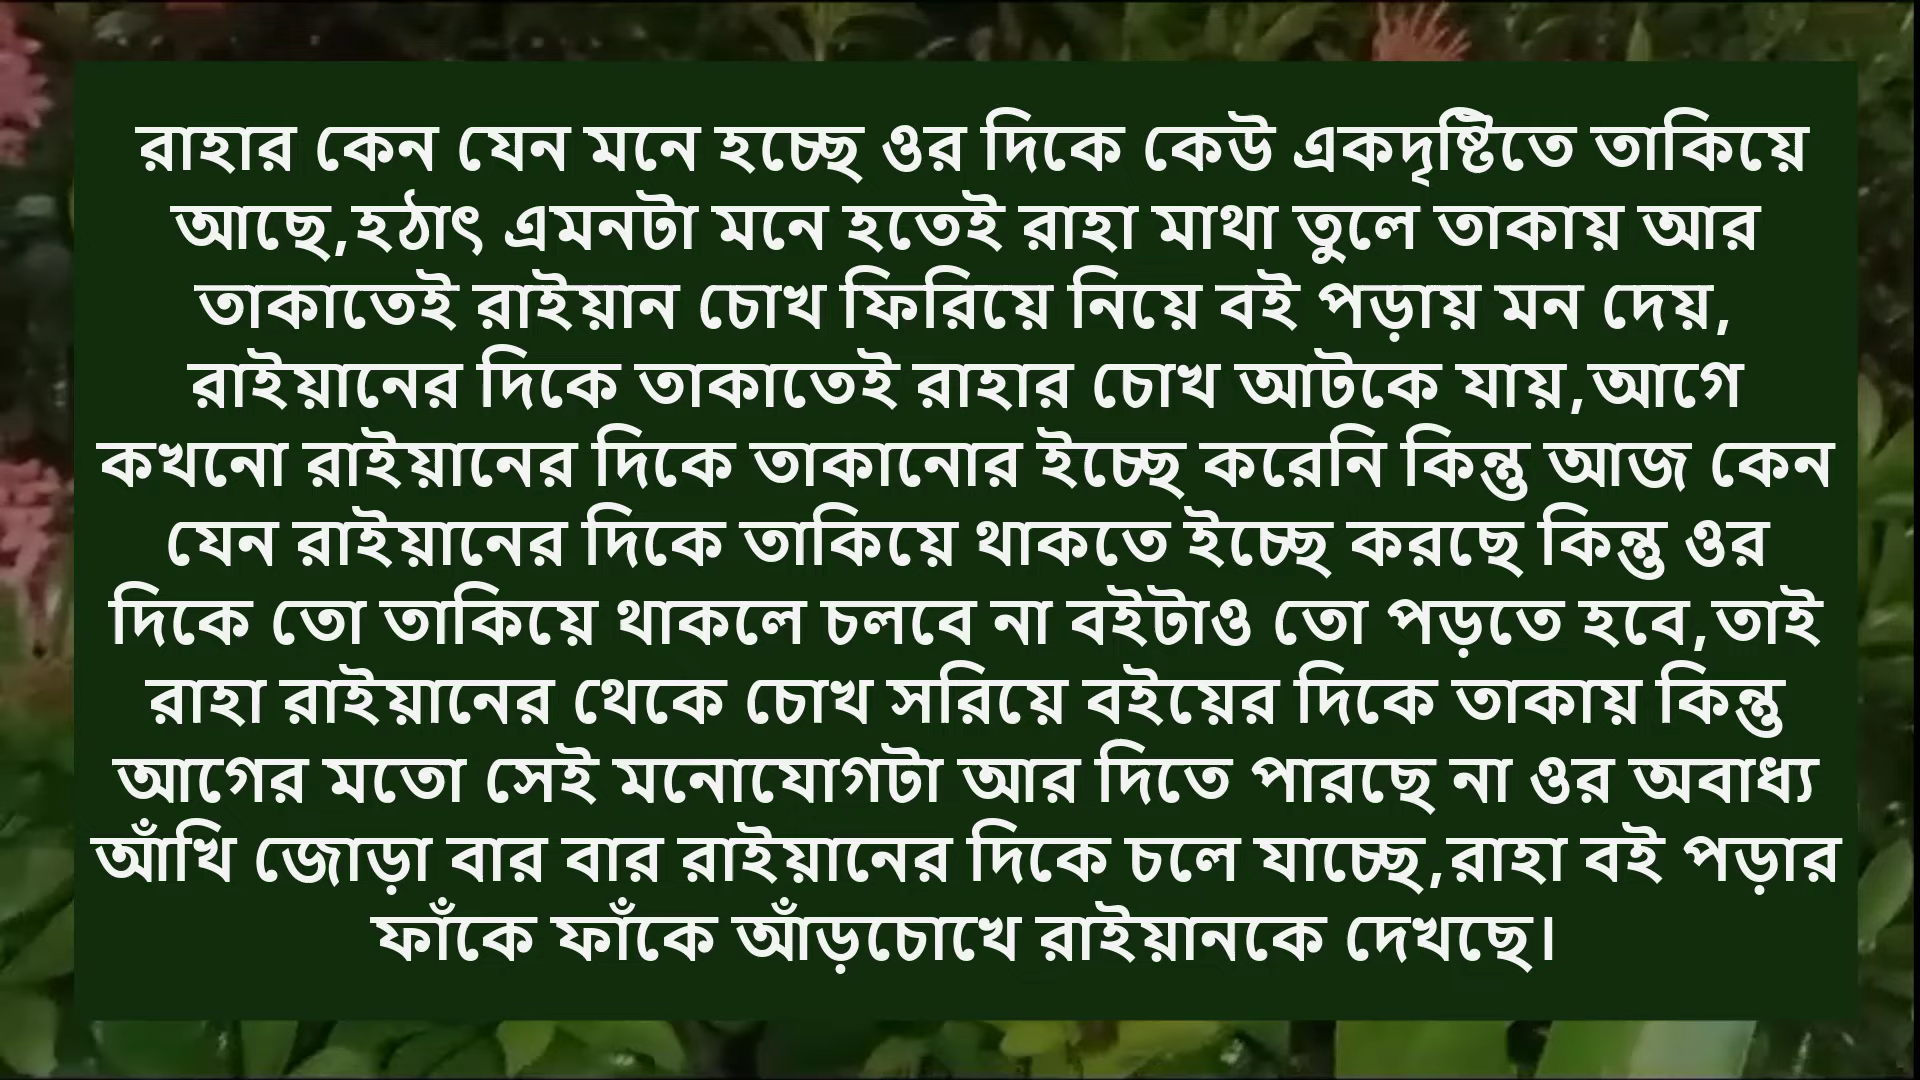 রাহার কেন যেন মনে হচ্ছে ওর দিকে কেউ একদৃষ্টিতে তাকিয়ে
আছে,হঠাৎ এমনটা মনে হতেই রাহা মাথা তুলে তাকায় আর
তাকাতেই রাইয়ান চোখ ফিরিয়ে নিয়ে বই পড়ায় মন দেয়,
রাইয়ানের দিকে তাকাতেই রাহার চোখ আটকে যায়,আগে
কখনো রাইয়ানের দিকে তাকানোর ইচ্ছে করেনি কিন্তু আজ কেন
যেন রাইয়ানের দিকে তাকিয়ে থাকতে ইচ্ছে করছে কিন্তু ওর
দিকে তো তাকিয়ে থাকলে চলবে না বইটাও তো পড়তে হবে,তাই
রাহা রাইয়ানের থেকে চোখ সরিয়ে বইয়ের দিকে তাকায় কিন্তু
আগের মতো সেই মনোযোগটা আর দিতে পারছে না ওর অবাধ্য
আঁখি জোড়া বার বার রাইয়ানের দিকে চলে যাচ্ছে,রাহা বই পড়ার
ফাঁকে ফাঁকে আঁড়চোখে রাইয়ানকে দেখছে।